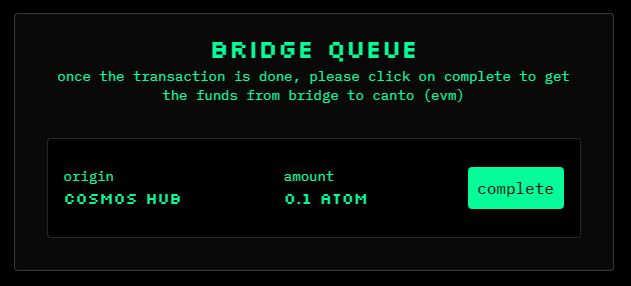 BRIDGE QUEUE
once the transaction is done, please click on complete to get
the funds from bridge to canto (evm)
origin
COSMOS HUB
amount
0.1 ATOM
complete